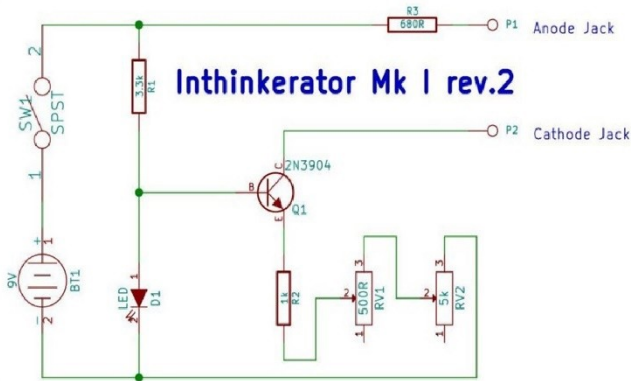 R3
680R
P1 Anode Jack
Inthinkerator Mk I rev.2
2
SW1
SPST
1
3.3k
R1
P2 Cathode Jack
C
2N3904
B
Q1
E
9V
+
1
BT1
-
2
1
LED
D1
2
1k
R2
3
2
500R
RV1
1
3
2
5k
RV2
1